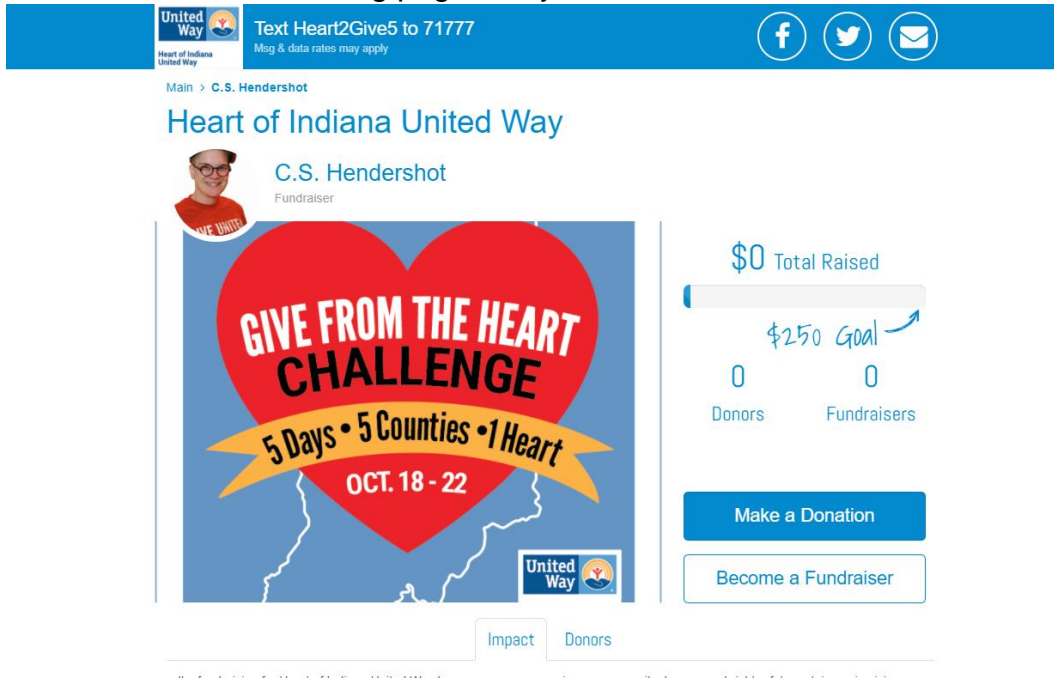 United
Way
Heart of Indiana
United Way
Text Heart2Give5 to 71777
Msg & data rates may apply
Main > C.S. Hendershot
Heart of Indiana United Way
C.S. Hendershot
Fundraiser
LIVE UNITED
GIVE FROM THE HEART
CHALLENGE
5 Days • 5 Counties • 1 Heart
OCT. 18 - 22
United
Way
$0 Total Raised
$250 Goal
0 0
Donors Fundraisers
Make a Donation
Become a Fundraiser
Impact Donors